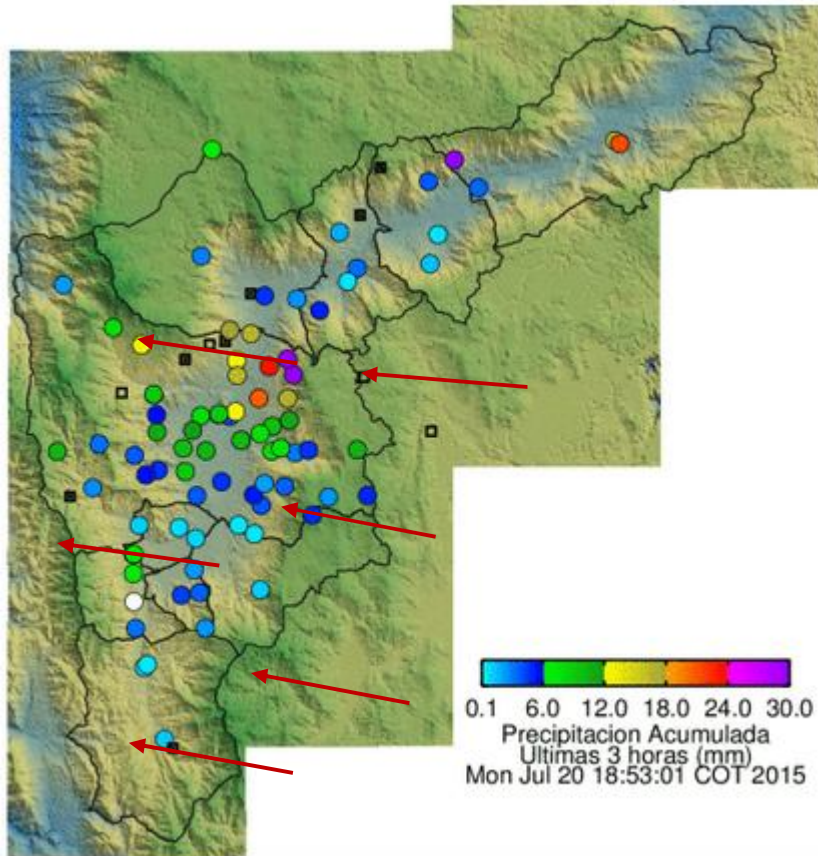 0.1 6.0 12.0 18.0 24.0 30.0
Precipitacion Acumulada
Ultimas 3 horas (mm)
Mon Jul 20 18:53:01 COT 2015